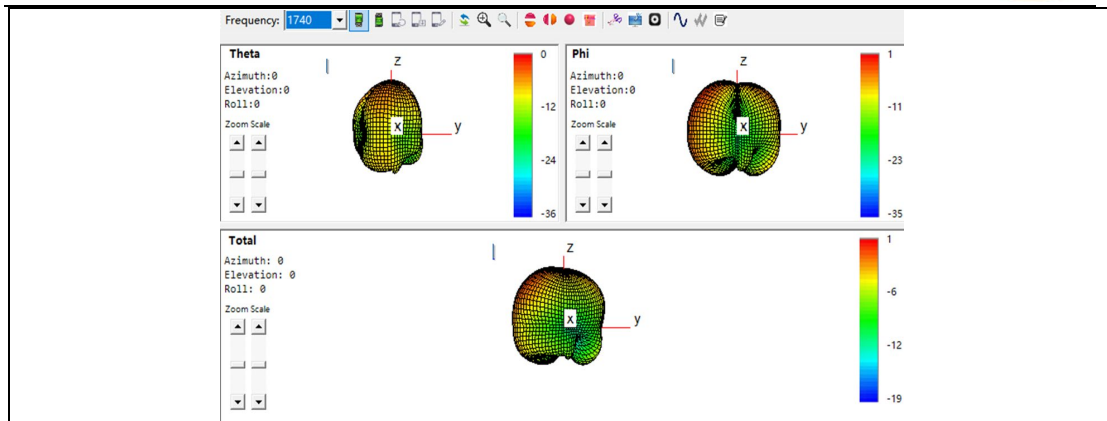 Frequency: 1740
Theta
Azimuth:0
Elevation:0
Roll:0
Zoom Scale
z
x
y
0
-12
-24
-36
Phi
Azimuth:0
Elevation:0
Roll:0
Zoom Scale
z
x
y
1
-11
-23
-35
Total
Azimuth: 0
Elevation: 0
Roll: 0
Zoom Scale
z
x
y
1
-6
-12
-19